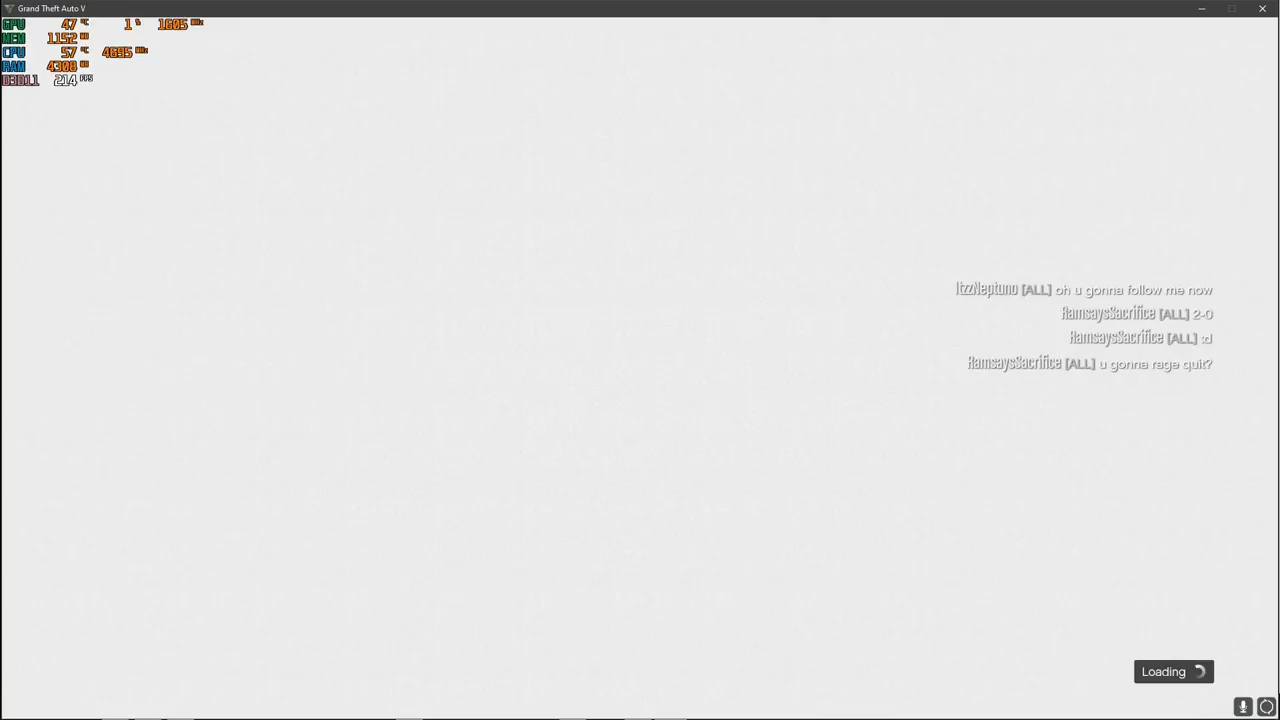 Grand Theft Auto V
GPU 47 °C 1 % 1605 MHz
MEM 1152 MB
CPU 57 °C 4695 MHz
RAM 4308 MB
D3D11 214 FPS
ItzzNeptuno [ALL] oh u gonna follow me now
RamsaysSacrifice [ALL] 2-0
RamsaysSacrifice [ALL] :d
RamsaysSacrifice [ALL] u gonna rage quit?
Loading